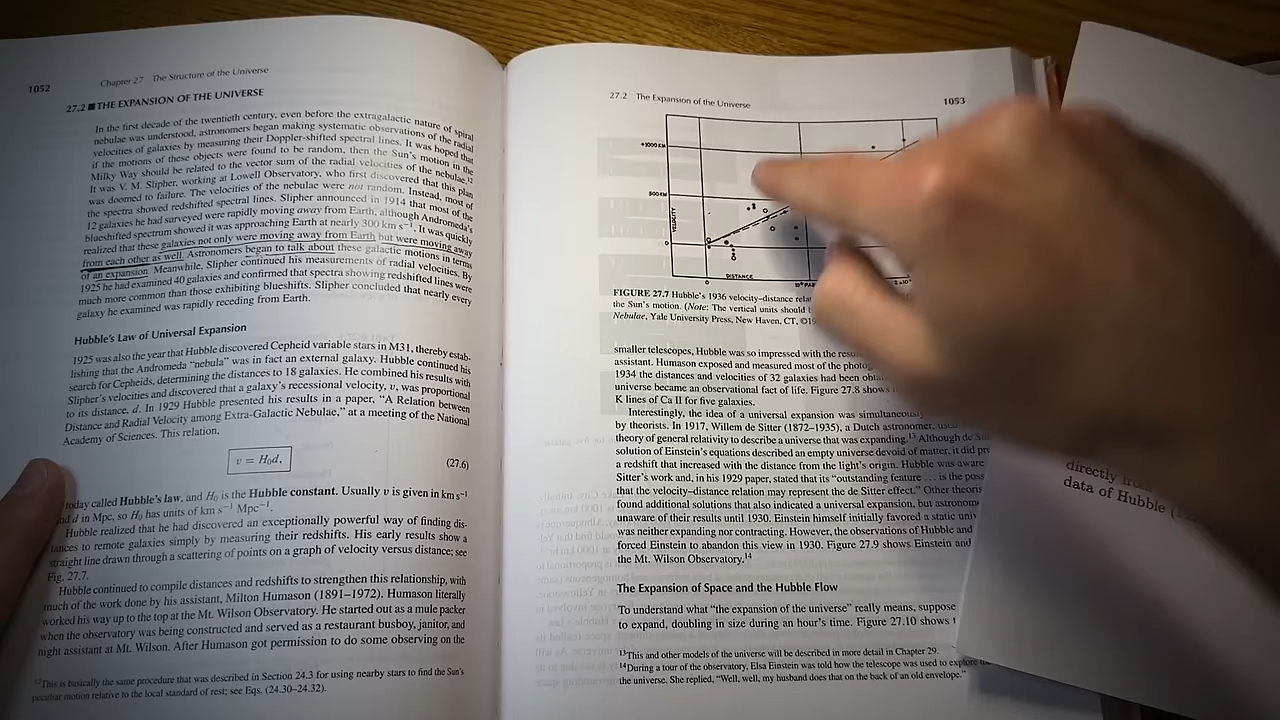 1052
Chapter 27 The Structure of the Universe
27.2 ■ THE EXPANSION OF THE UNIVERSE
In the first decade of the twentieth century, even before the extragalactic nature of spiral
nebulae was understood, astronomers began making systematic observations of the radial
velocities of galaxies by measuring their Doppler-shifted spectral lines. It was hoped that
if the motions of these objects were found to be random, then the Sun's motion in the
Milky Way should be related to the vector sum of the radial velocities of the nebulae.12
It was V. M. Slipher, working at Lowell Observatory, who first discovered that this plan
was doomed to failure. The velocities of the nebulae were not random. Instead, most of
the spectra showed redshifted spectral lines. Slipher announced in 1914 that most of the
12 galaxies he had surveyed were rapidly moving away from Earth, although Andromeda's
blueshifted spectrum showed it was approaching Earth at nearly 300 km s−1. It was quickly
realized that these galaxies not only were moving away from Earth but were moving away
from each other as well. Astronomers began to talk about these galactic motions in terms
of an expansion. Meanwhile, Slipher continued his measurements of radial velocities. By
1925 he had examined 40 galaxies and confirmed that spectra showing redshifted lines were
much more common than those exhibiting blueshifts. Slipher concluded that nearly every
galaxy he examined was rapidly receding from Earth.
Hubble's Law of Universal Expansion
1925 was also the year that Hubble discovered Cepheid variable stars in M31, thereby estab-
lishing that the Andromeda "nebula" was in fact an external galaxy. Hubble continued his
search for Cepheids, determining the distances to 18 galaxies. He combined his results with
Slipher's velocities and discovered that a galaxy's recessional velocity, v, was proportional
to its distance, d. In 1929 Hubble presented his results in a paper, "A Relation between
Distance and Radial Velocity among Extra-Galactic Nebulae," at a meeting of the National
Academy of Sciences. This relation,
v = H0d,
(27.6)
today called Hubble's law, and H0 is the Hubble constant. Usually v is given in km s−1
and d in Mpc, so H0 has units of km s−1 Mpc−1.
Hubble realized that he had discovered an exceptionally powerful way of finding dis-
tances to remote galaxies simply by measuring their redshifts. His early results show a
straight line drawn through a scattering of points on a graph of velocity versus distance; see
Fig. 27.7.
Hubble continued to compile distances and redshifts to strengthen this relationship, with
much of the work done by his assistant, Milton Humason (1891–1972). Humason literally
worked his way up to the top at the Mt. Wilson Observatory. He started out as a mule packer
when the observatory was being constructed and served as a restaurant busboy, janitor, and
night assistant at Mt. Wilson. After Humason got permission to do some observing on the
12This is basically the same procedure that was described in Section 24.3 for using nearby stars to find the Sun's
peculiar motion relative to the local standard of rest; see Eqs. (24.30–24.32).
27.2 The Expansion of the Universe
1053
+1000 KM
500 KM
VELOCITY
0
DISTANCE
0
FIGURE 27.7 Hubble's 1936 velocity–distance
the Sun's motion. (Note: The vertical units should
Nebulae, Yale University Press, New Haven, CT,
smaller telescopes, Hubble was so impressed with the
assistant. Humason exposed and measured most of the
1934 the distances and velocities of 32 galaxies had been
universe became an observational fact of life. Figure 27.8 shows
K lines of Ca II for five galaxies.
Interestingly, the idea of a universal expansion was simultaneously
by theorists. In 1917, Willem de Sitter (1872–1935), a Dutch astronomer,
theory of general relativity to describe a universe that was expanding.13 Although de
solution of Einstein's equations described an empty universe devoid of matter, it did
a redshift that increased with the distance from the light's origin. Hubble was aware
Sitter's work and, in his 1929 paper, stated that its "outstanding feature . . . is the
that the velocity–distance relation may represent the de Sitter effect." Other
found additional solutions that also indicated a universal expansion, but
unaware of their results until 1930. Einstein himself initially favored a static
was neither expanding nor contracting. However, the observations of Hubble and
forced Einstein to abandon this view in 1930. Figure 27.9 shows Einstein and
the Mt. Wilson Observatory.14
The Expansion of Space and the Hubble Flow
To understand what "the expansion of the universe" really means, suppose
to expand, doubling in size during an hour's time. Figure 27.10 shows
13This and other models of the universe will be described in more detail in Chapter 29.
14During a tour of the observatory, Elsa Einstein was told how the telescope was used to explore
the universe. She replied, "Well, well, my husband does that on the back of an old envelope."
directly
data of Hubble